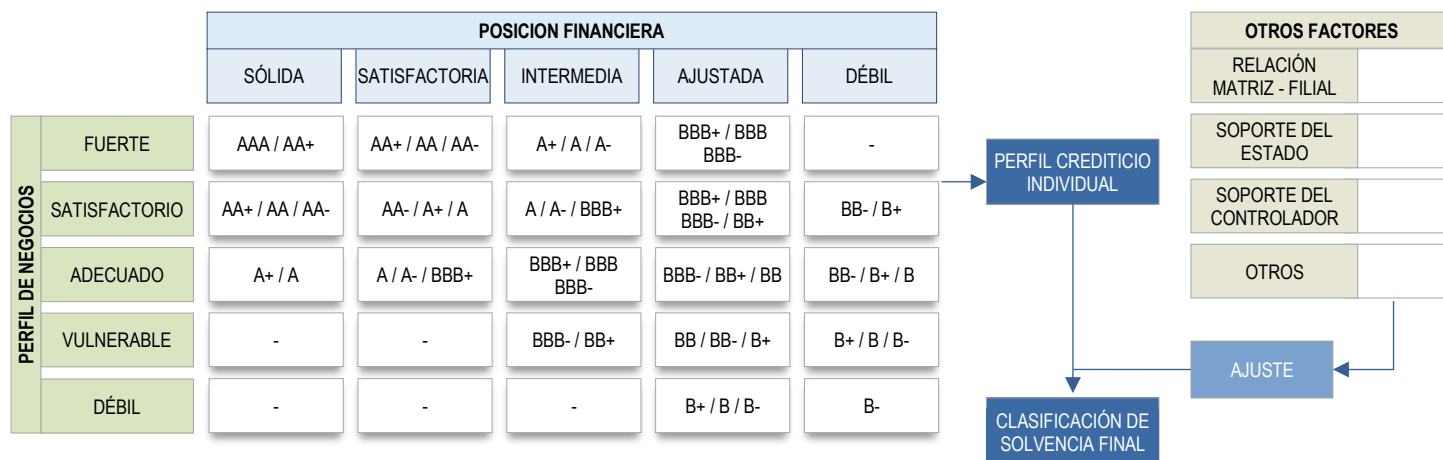 POSICION FINANCIERA
SÓLIDA
SATISFACTORIA
INTERMEDIA
AJUSTADA
DÉBIL
PERFIL DE NEGOCIOS
FUERTE
AAA / AA+
AA+ / AA / AA-
A+ / A / A-
BBB+ / BBB
BBB-
-
SATISFACTORIO
AA+ / AA / AA-
AA- / A+ / A
A / A- / BBB+
BBB+ / BBB
BBB- / BB+
BB- / B+
ADECUADO
A+ / A
A / A- / BBB+
BBB+ / BBB
BBB-
BBB- / BB+ / BB
BB- / B+ / B
VULNERABLE
-
-
BBB- / BB+
BB / BB- / B+
B+ / B / B-
DÉBIL
-
-
-
B+ / B / B-
B-
PERFIL CREDITICIO
INDIVIDUAL
CLASIFICACIÓN DE
SOLVENCIA FINAL
OTROS FACTORES
RELACIÓN
MATRIZ - FILIAL
SOPORTE DEL
ESTADO
SOPORTE DEL
CONTROLADOR
OTROS
AJUSTE